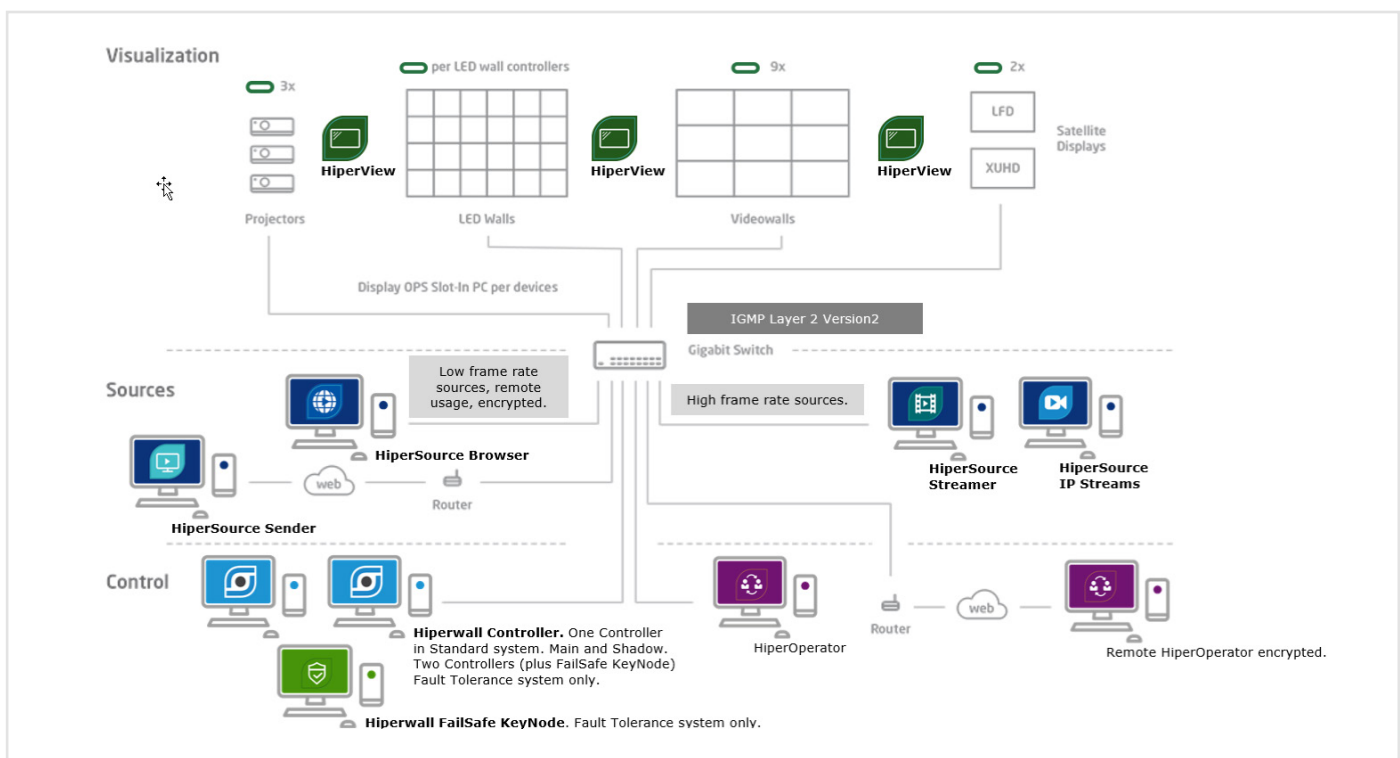 Visualization
per LED wall controllers
9x
2x
3x
LFD
Satellite
Displays
XUHD
HiperView
HiperView
HiperView
Projectors
LED Walls
Videowalls
Display OPS Slot-In PC per devices
IGMP Layer 2 Version2
Gigabit Switch
Sources
Low frame rate
sources, remote
usage, encrypted.
High frame rate sources.
HiperSource Browser
HiperSource
Streamer
HiperSource
IP Streams
web
Router
HiperSource Sender
Control
Hiperwall Controller. One Controller
in Standard system. Main and Shadow.
Two Controllers (plus FailSafe KeyNode)
Fault Tolerance system only.
HiperOperator
Router
web
Remote HiperOperator encrypted.
Hiperwall FailSafe KeyNode. Fault Tolerance system only.